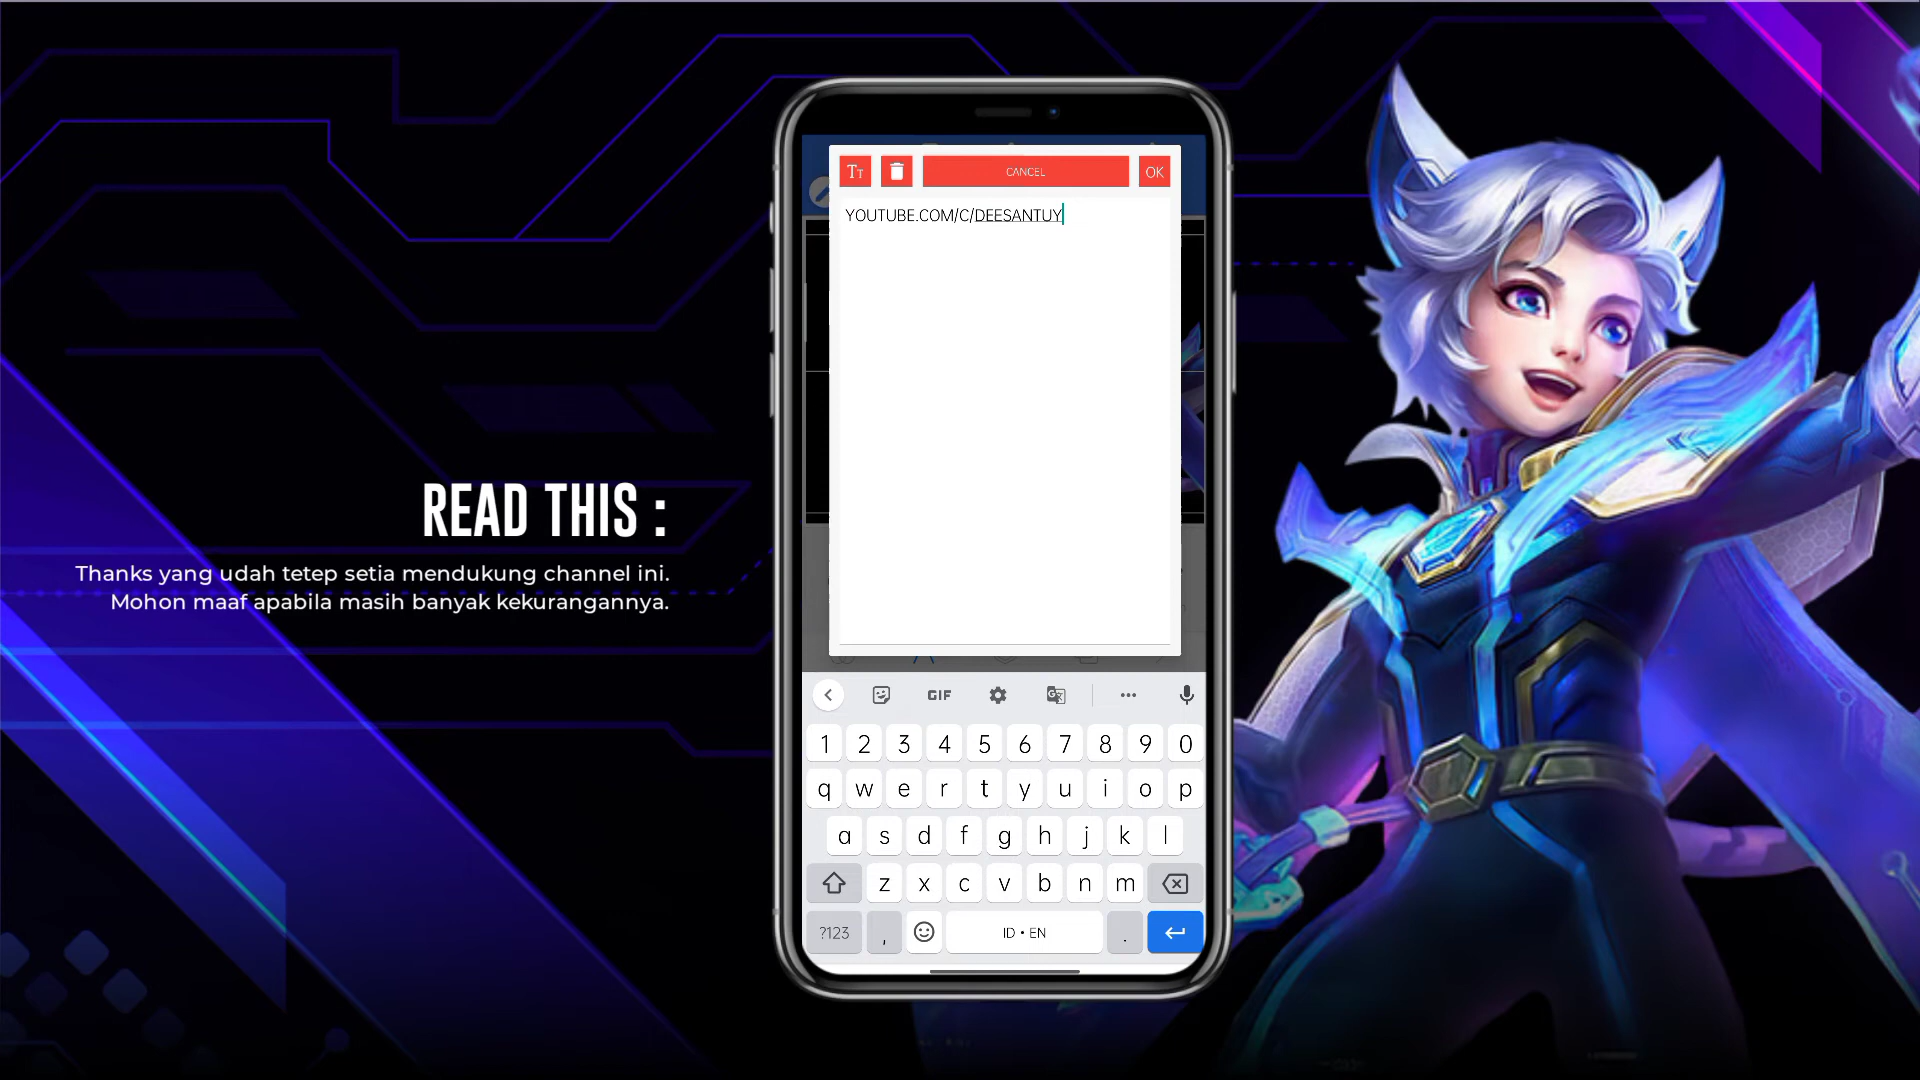 READ THIS :
Thanks yang udah tetep setia mendukung channel ini.
Mohon maaf apabila masih banyak kekurangannya.
TT CANCEL OK
YOUTUBE.COM/C/DEESANTUY
GIF
1 2 3 4 5 6 7 8 9 0
q w e r t y u i o p
a s d f g h j k l
z x c v b n m
?123 , ID • EN .